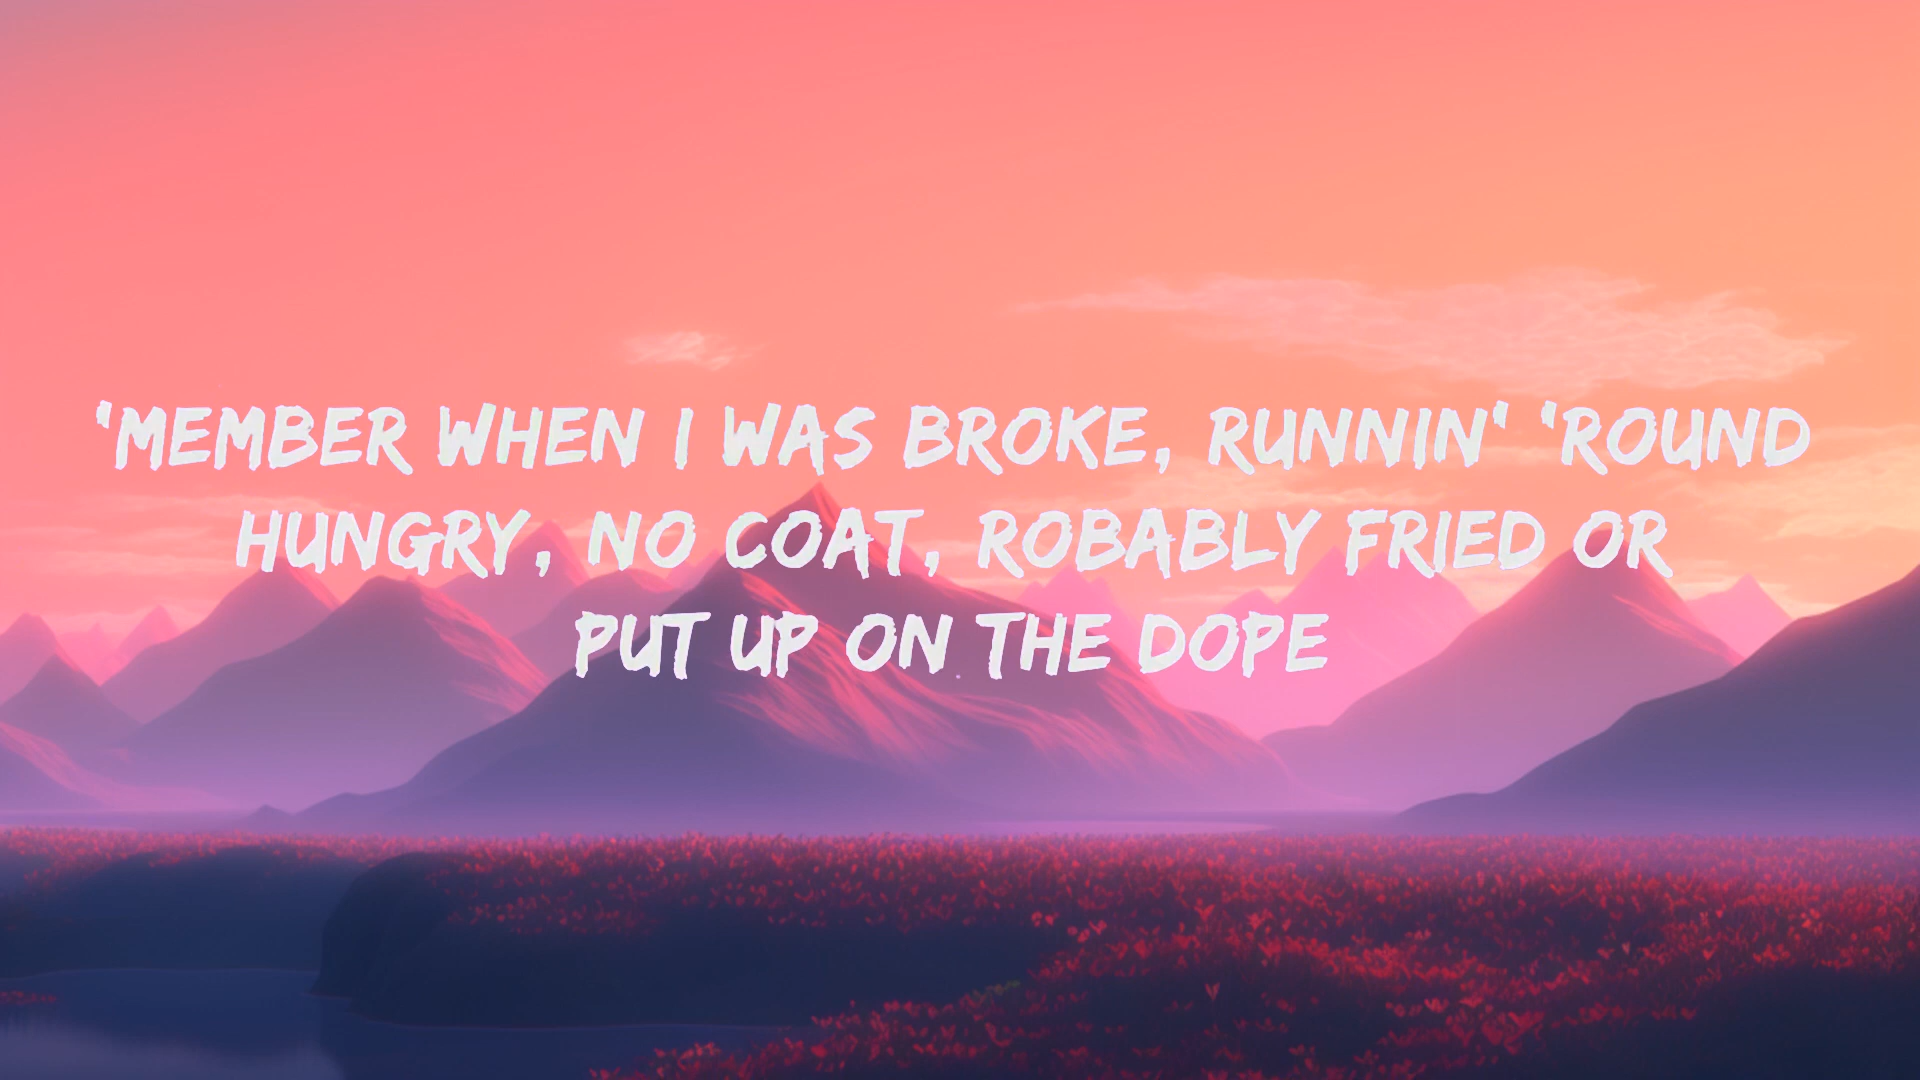 'MEMBER WHEN I WAS BROKE, RUNNIN' 'ROUND
HUNGRY, NO COAT, ROBABLY FRIED OR
PUT UP ON THE DOPE